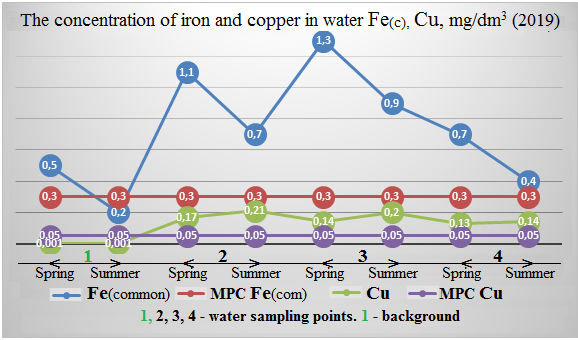 The concentration of iron and copper in water Fe(c), Cu, mg/dm³ (2019)
1,3
1,1
0,9
0,7 0,7
0,5
0,4
0,3 0,3 0,3 0,3 0,3 0,3 0,3 0,3
0,2
0,17 0,21 0,14 0,2 0,13 0,14
0,05 0,05 0,05 0,05 0,05 0,05 0,05 0,05
0,001 0,001
1 2 3 4
Spring Summer Spring Summer Spring Summer Spring Summer
Fe(common) MPC Fe(com) Cu MPC Cu
1, 2, 3, 4 - water sampling points. 1 - background